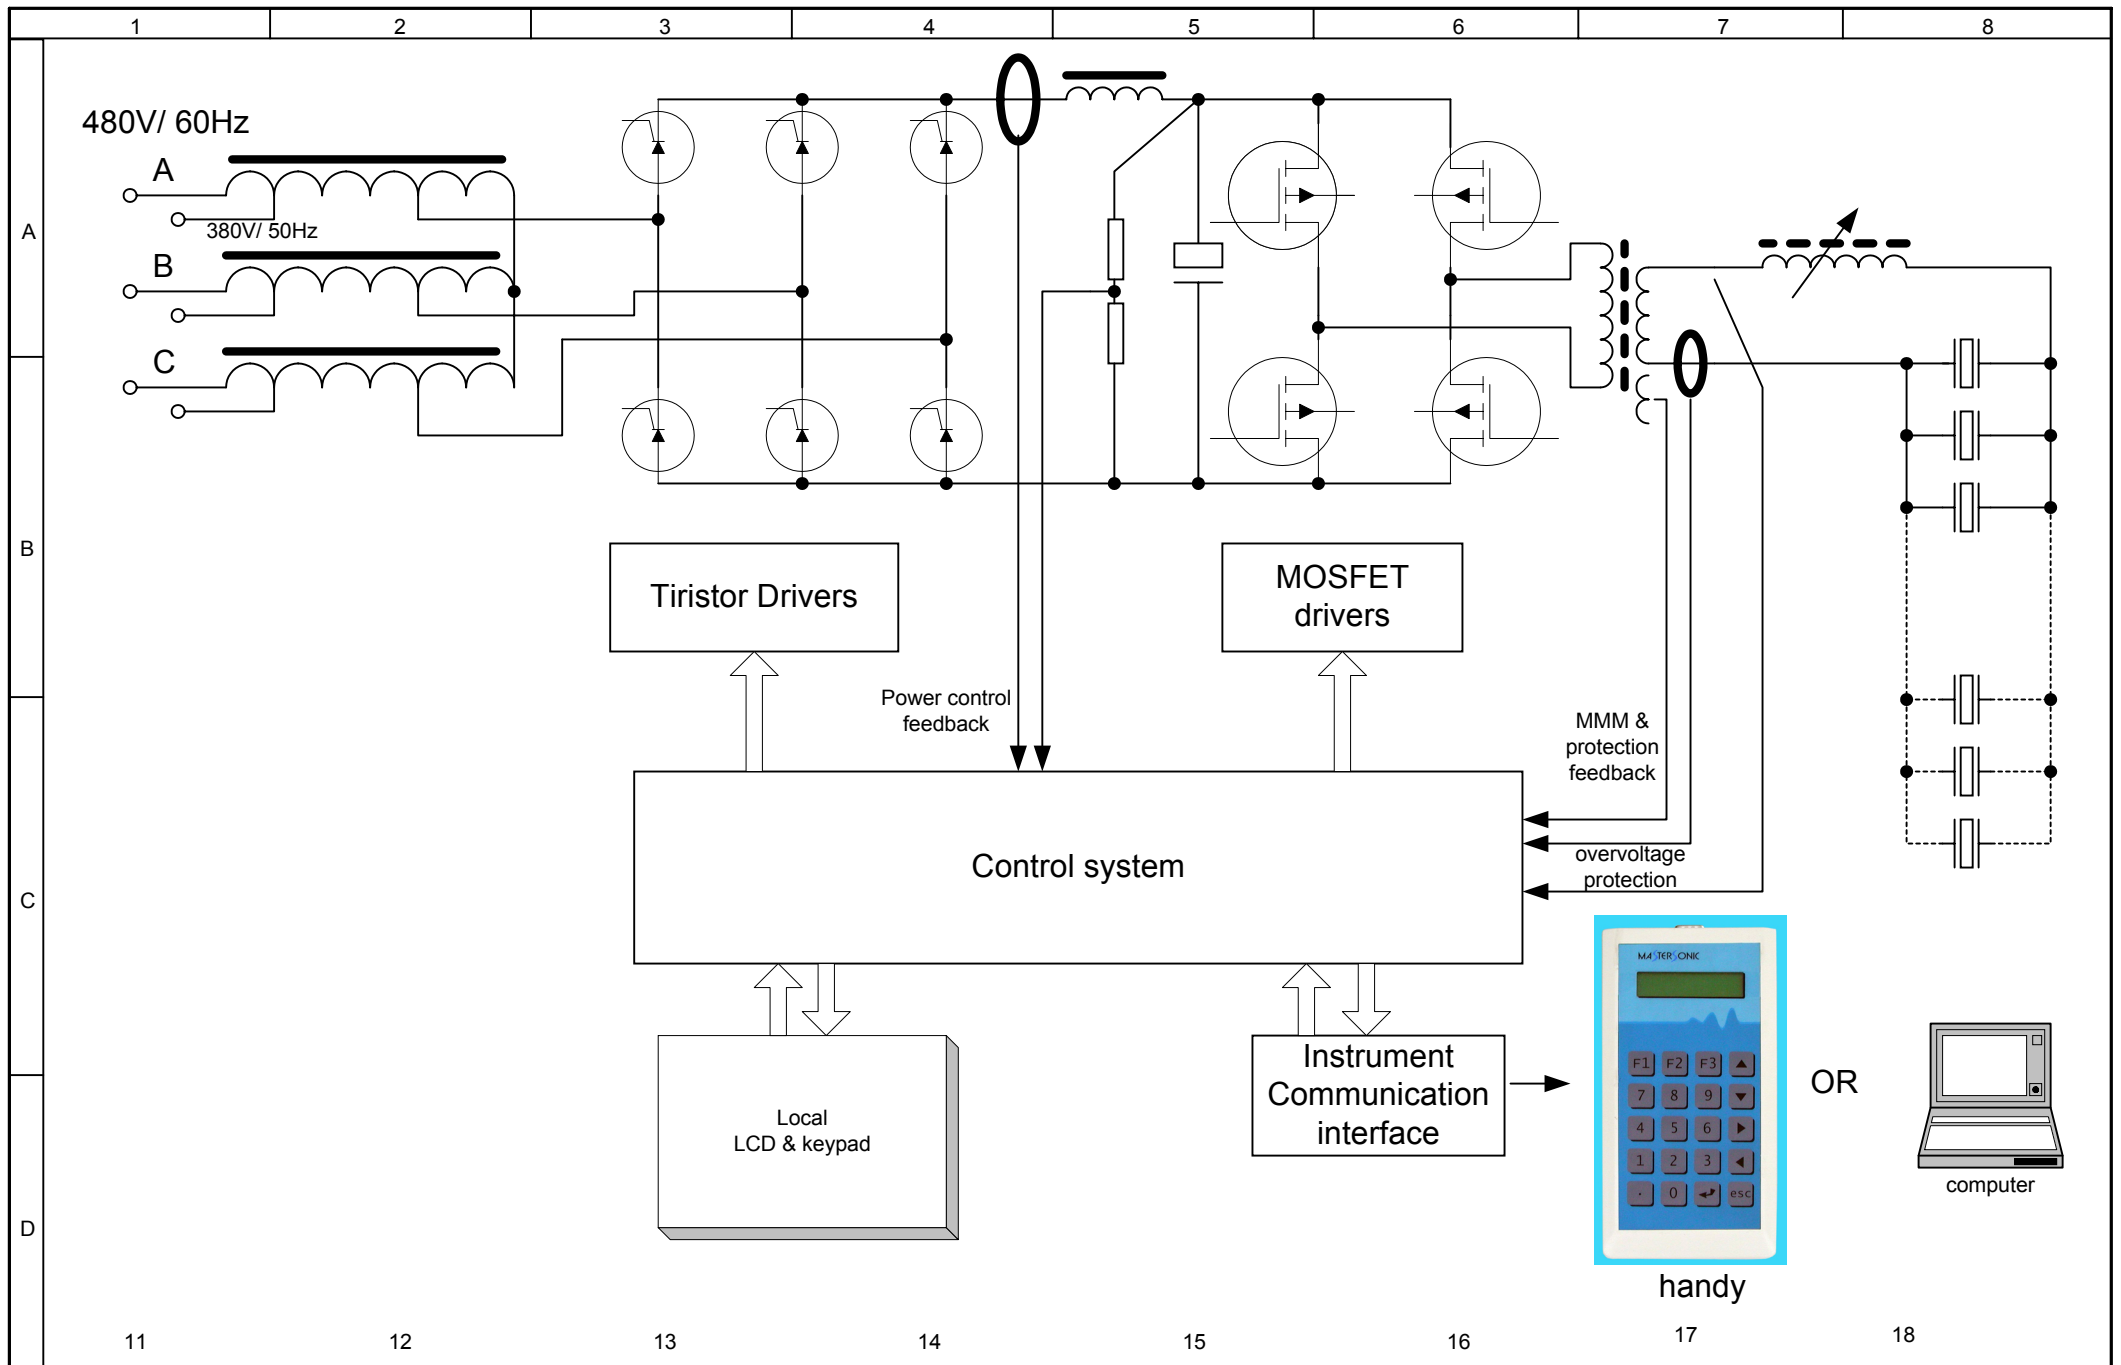 1 2 3 4 5 6 7 8
480V/ 60Hz
A
380V/ 50Hz
A
B
C
B
Tiristor Drivers
MOSFET
drivers
Power control
feedback
MMM &
protection
feedback
Control system
overvoltage
protection
C
MASTERSONIC
F1 F2 F3
7 8 9
4 5 6
1 2 3
. 0 esc
OR
Instrument
Communication
interface
Local
LCD & keypad
computer
D
handy
11 12 13 14 15 16 17 18